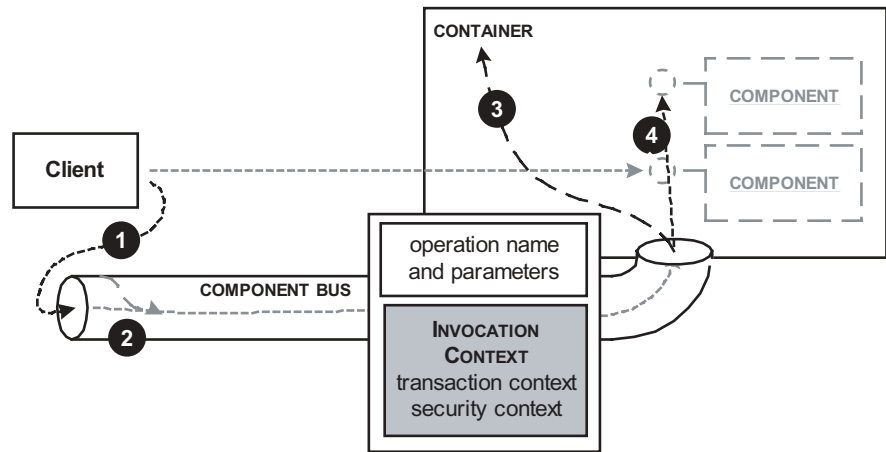 CONTAINER
3
4
COMPONENT
Client
COMPONENT
1
operation name
and parameters
COMPONENT BUS
2
INVOCATION
CONTEXT
transaction context
security context